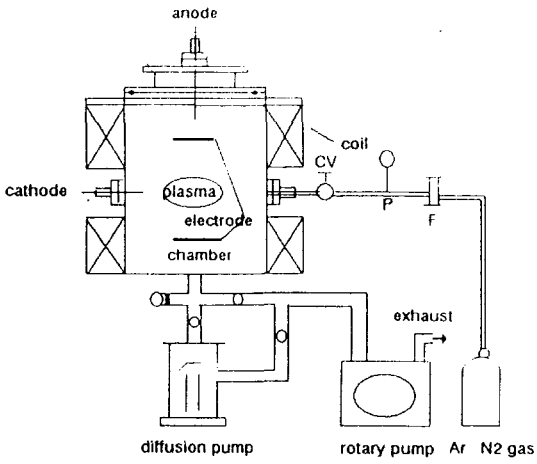 anode
coil
CV
cathode
plasma
P
F
electrode
chamber
exhaust
diffusion pump
rotary pump
Ar N2 gas